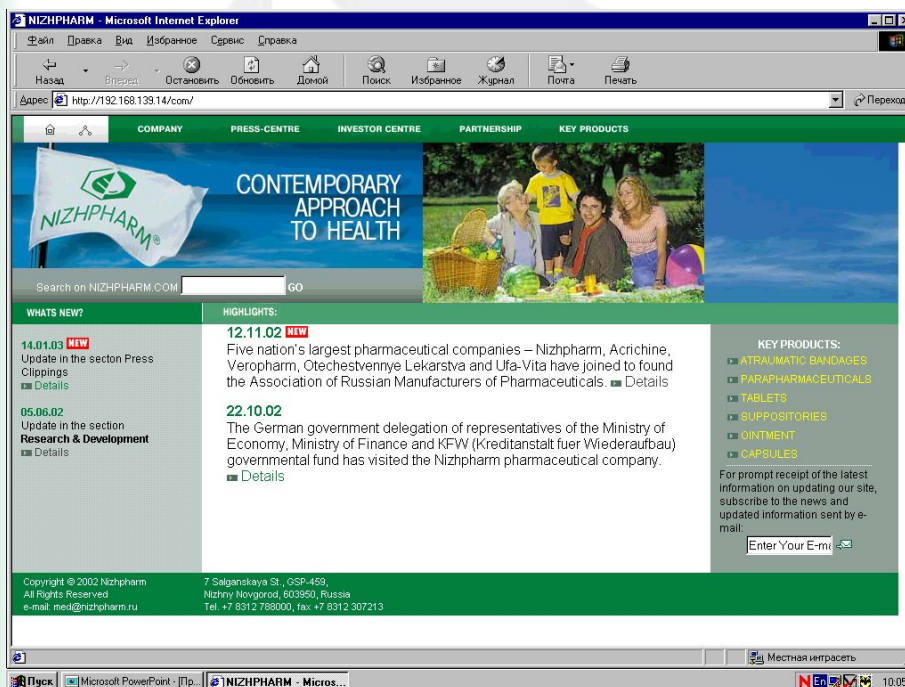 NIZHPHARM - Microsoft Internet Explorer
Файл Правка Вид Избранное Сервис Справка
Назад Вперед Остановить Обновить Домой Поиск Избранное Журнал Почта Печать
Адрес http://192.168.139.14/com/ Переход
COMPANY PRESS-CENTRE INVESTOR CENTRE PARTNERSHIP KEY PRODUCTS
NIZHPHARM®
CONTEMPORARY
APPROACH
TO HEALTH
Search on NIZHPHARM.COM GO
WHATS NEW?
14.01.03 NEW
Update in the secton Press
Clippings
Details
05.06.02
Update in the section
Research & Development
Details
HIGHLIGHTS:
12.11.02 NEW
Five nation's largest pharmaceutical companies – Nizhpharm, Acrichine,
Veropharm, Otechestvennye Lekarstva and Ufa-Vita have joined to found
the Association of Russian Manufacturers of Pharmaceuticals. Details
22.10.02
The German government delegation of representatives of the Ministry of
Economy, Ministry of Finance and KFW (Kreditanstalt fuer Wiederaufbau)
governmental fund has visited the Nizhpharm pharmaceutical company.
Details
KEY PRODUCTS:
ATRAUMATIC BANDAGES
PARAPHARMACEUTICALS
TABLETS
SUPPOSITORIES
OINTMENT
CAPSULES
For prompt receipt of the latest
information on updating our site,
subscribe to the news and
updated information sent by e-
mail:
Enter Your E-ma
Copyright © 2002 Nizhpharm
All Rights Reserved
e-mail: med@nizhpharm.ru
7 Salganskaya St., GSP-459,
Nizhny Novgorod, 603950, Russia
Tel. +7 8312 788000, fax +7 8312 307213
Местная интрасеть
Пуск Microsoft PowerPoint - [Пр... NIZHPHARM - Micros... En 10:05